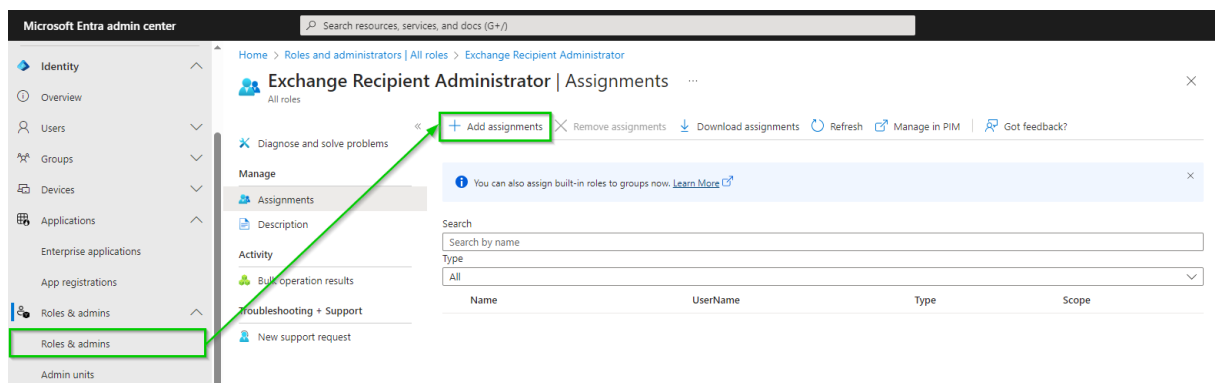 Microsoft Entra admin center
Search resources, services, and docs (G+/)
Identity
Overview
Users
Groups
Devices
Applications
Enterprise applications
App registrations
Roles & admins
Roles & admins
Admin units
Home > Roles and administrators | All roles > Exchange Recipient Administrator
Exchange Recipient Administrator | Assignments ...
All roles
Diagnose and solve problems
Manage
Assignments
Description
Activity
Bulk operation results
Troubleshooting + Support
New support request
Add assignments Remove assignments Download assignments Refresh Manage in PIM Got feedback?
You can also assign built-in roles to groups now. Learn More
Search
Search by name
Type
All
Name UserName Type Scope